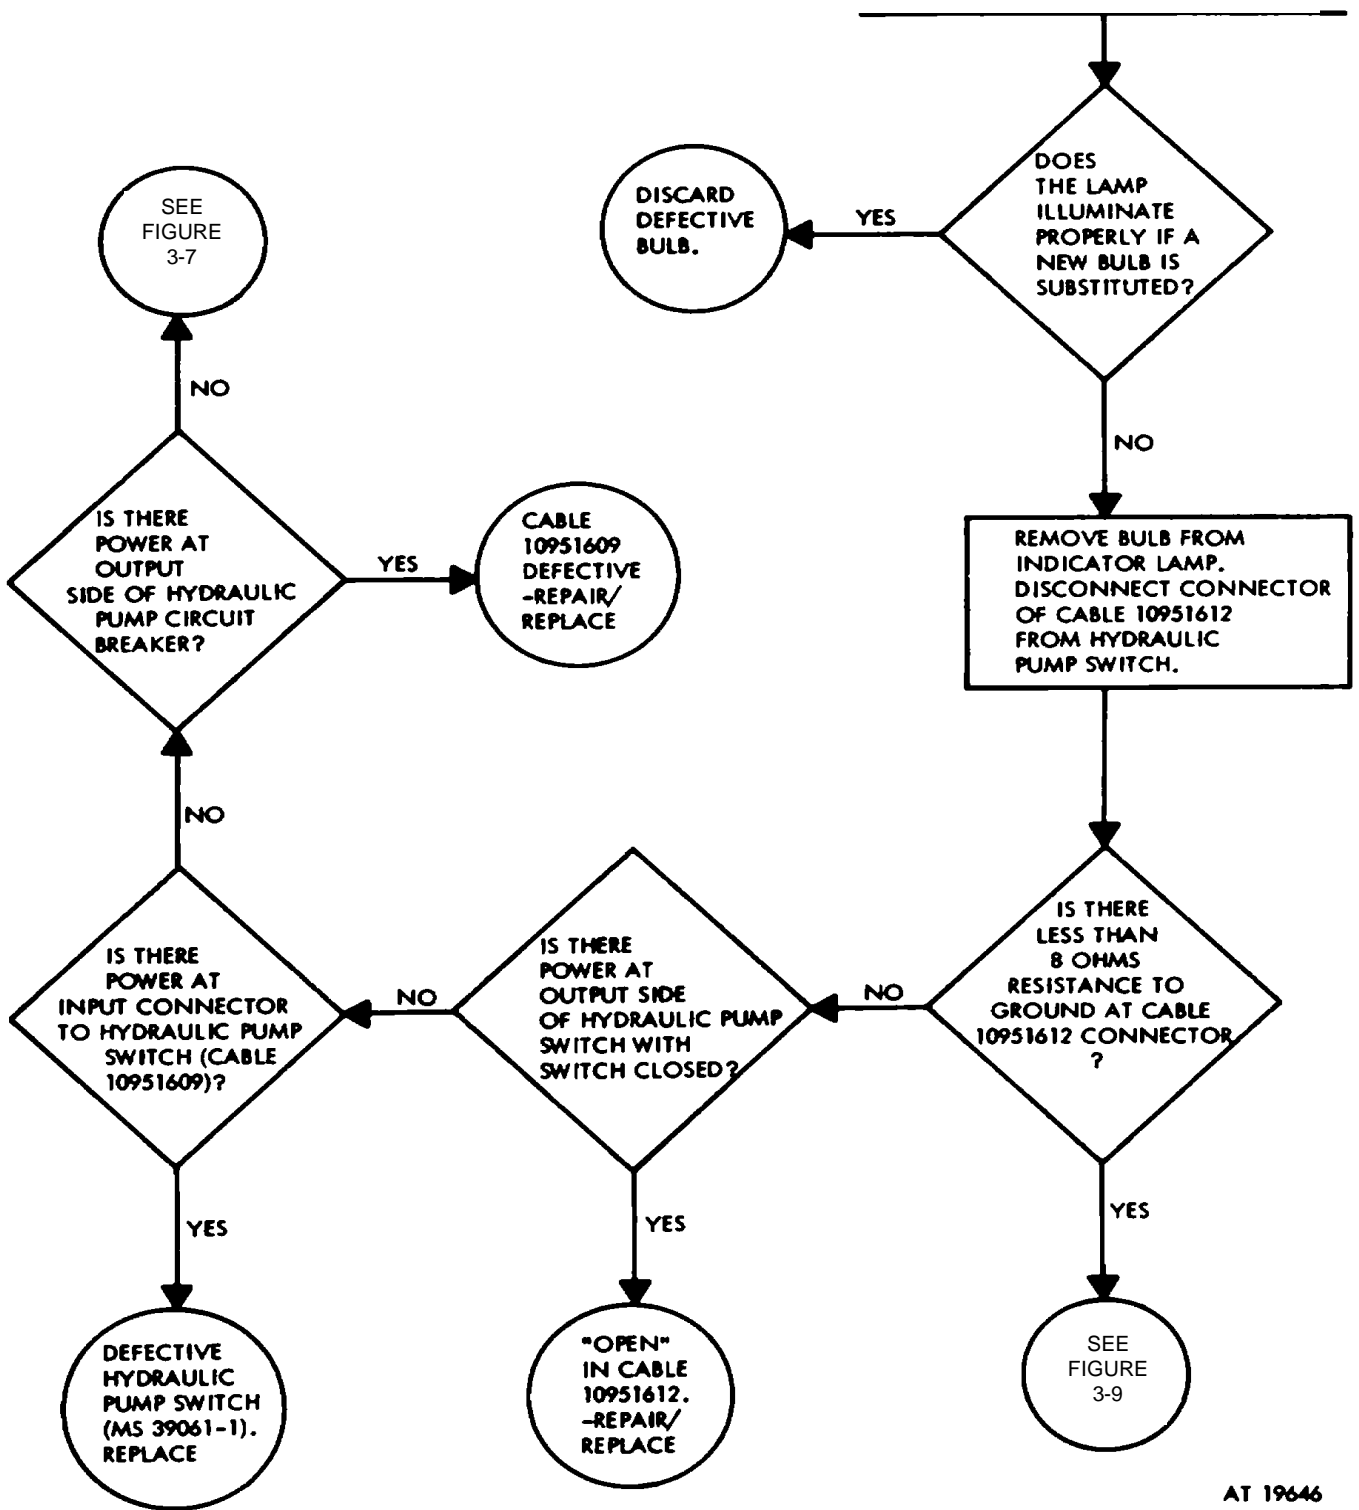 DOES
THE LAMP
ILLUMINATE
PROPERLY IF A
NEW BULB IS
SUBSTITUTED?
YES
DISCARD
DEFECTIVE
BULB.
NO
REMOVE BULB FROM
INDICATOR LAMP.
DISCONNECT CONNECTOR
OF CABLE 10951612
FROM HYDRAULIC
PUMP SWITCH.
IS THERE
LESS THAN
8 OHMS
RESISTANCE TO
GROUND AT CABLE
10951612 CONNECTOR
?
YES
SEE
FIGURE
3-9
NO
IS THERE
POWER AT
OUTPUT SIDE
OF HYDRAULIC PUMP
SWITCH WITH
SWITCH CLOSED?
YES
"OPEN"
IN CABLE
10951612.
-REPAIR/
REPLACE
NO
IS THERE
POWER AT
INPUT CONNECTOR
TO HYDRAULIC PUMP
SWITCH (CABLE
10951609)?
YES
DEFECTIVE
HYDRAULIC
PUMP SWITCH
(MS 39061-1).
REPLACE
NO
IS THERE
POWER AT
OUTPUT
SIDE OF HYDRAULIC
PUMP CIRCUIT
BREAKER?
YES
CABLE
10951609
DEFECTIVE
-REPAIR/
REPLACE
NO
SEE
FIGURE
3-7
AT 19646